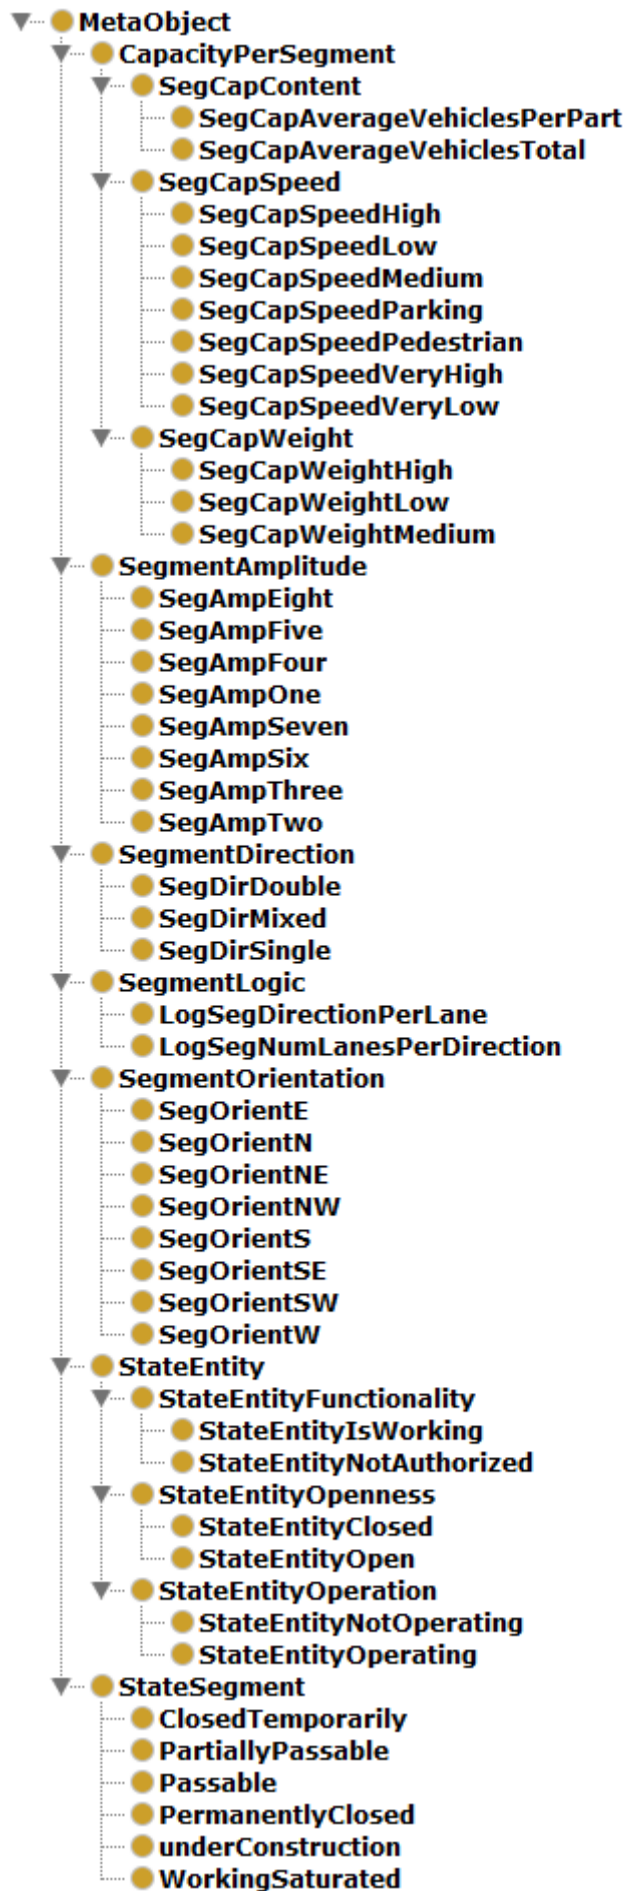 MetaObject
CapacityPerSegment
SegCapContent
SegCapAverageVehiclesPerPart
SegCapAverageVehiclesTotal
SegCapSpeed
SegCapSpeedHigh
SegCapSpeedLow
SegCapSpeedMedium
SegCapSpeedParking
SegCapSpeedPedestrian
SegCapSpeedVeryHigh
SegCapSpeedVeryLow
SegCapWeight
SegCapWeightHigh
SegCapWeightLow
SegCapWeightMedium
SegmentAmplitude
SegAmpEight
SegAmpFive
SegAmpFour
SegAmpOne
SegAmpSeven
SegAmpSix
SegAmpThree
SegAmpTwo
SegmentDirection
SegDirDouble
SegDirMixed
SegDirSingle
SegmentLogic
LogSegDirectionPerLane
LogSegNumLanesPerDirection
SegmentOrientation
SegOrientE
SegOrientN
SegOrientNE
SegOrientNW
SegOrientS
SegOrientSE
SegOrientSW
SegOrientW
StateEntity
StateEntityFunctionality
StateEntityIsWorking
StateEntityNotAuthorized
StateEntityOpenness
StateEntityClosed
StateEntityOpen
StateEntityOperation
StateEntityNotOperating
StateEntityOperating
StateSegment
ClosedTemporarily
PartiallyPassable
Passable
PermanentlyClosed
underConstruction
WorkingSaturated